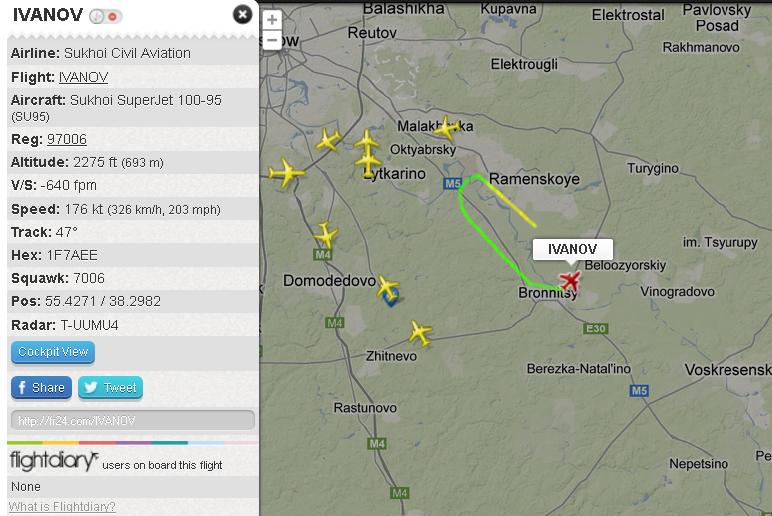 IVANOV
Airline: Sukhoi Civil Aviation
Flight: IVANOV
Aircraft: Sukhoi SuperJet 100-95
(SU95)
Reg: 97006
Altitude: 2275 ft (693 m)
V/S: -640 fpm
Speed: 176 kt (326 km/h, 203 mph)
Track: 47°
Hex: 1F7AEE
Squawk: 7006
Pos: 55.4271 / 38.2982
Radar: T-UUMU4
Cockpit View
Share
Tweet
http://fr24.com/IVANOV
flightdiary users on board this flight
None
What is Flightdiary?
+
−
Balashikha
Kupavna
Elektrostal
Pavlovsky
Posad
Reutov
Rakhmanovo
Elektrougli
Malakhovka
Oktyabrsky
Lytkarino
M5
Ramenskoye
Turygino
IVANOV
im. Tsyurupy
M4
Beloozyorskiy
Domodedovo
Bronnitsy
Vinogradovo
M4
E30
Zhitnevo
Berezka-Natal'ino
Voskresensk
M5
Rastunovo
M4
Nepetsino
M4